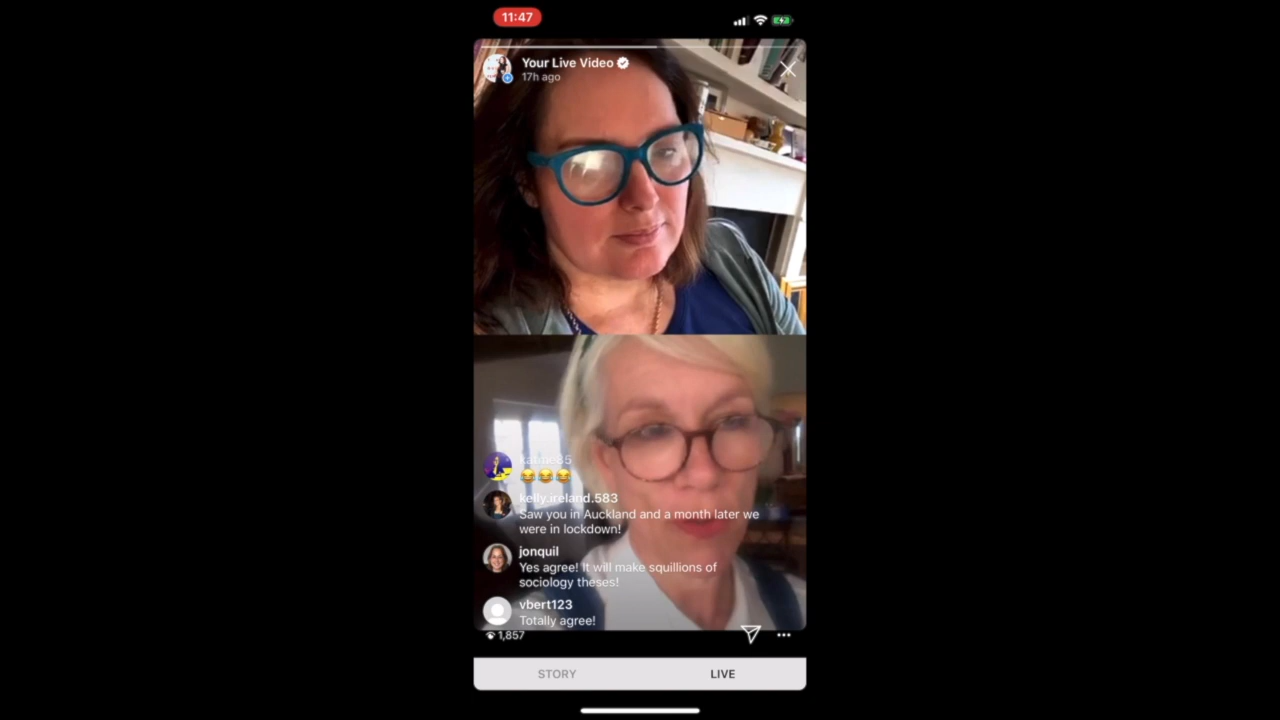 11:47
Your Live Video
17h ago
katme35
😂😂😂
kelly.ireland.583
Saw you in Auckland and a month later we
were in lockdown!
jonquil
Yes agree! It will make squillions of
sociology theses!
vbert123
Totally agree!
1,857
STORY
LIVE